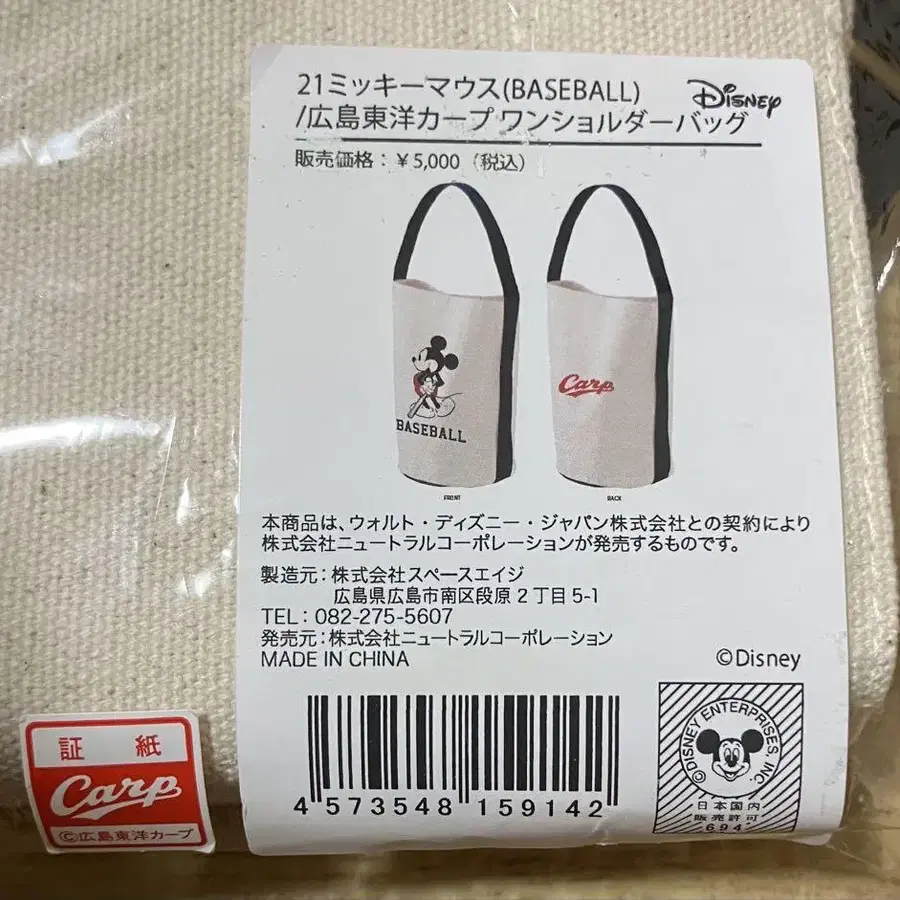 21ミッキーマウス(BASEBALL)
Disney
/広島東洋カープ ワンショルダーバッグ
販売価格：￥5,000（税込）
BASEBALL
Carp
FRONT
BACK
本商品は、ウォルト・ディズニー・ジャパン株式会社との契約により
株式会社ニュートラルコーポレーションが発売するものです。
製造元：株式会社スペースエイジ
広島県広島市南区段原2丁目5-1
TEL：082-275-5607
発売元：株式会社ニュートラルコーポレーション
MADE IN CHINA
©Disney
4 573548 159142
©DISNEY ENTERPRISES, INC.
日本国内
販売許可
694
証 紙
Carp
©広島東洋カープ